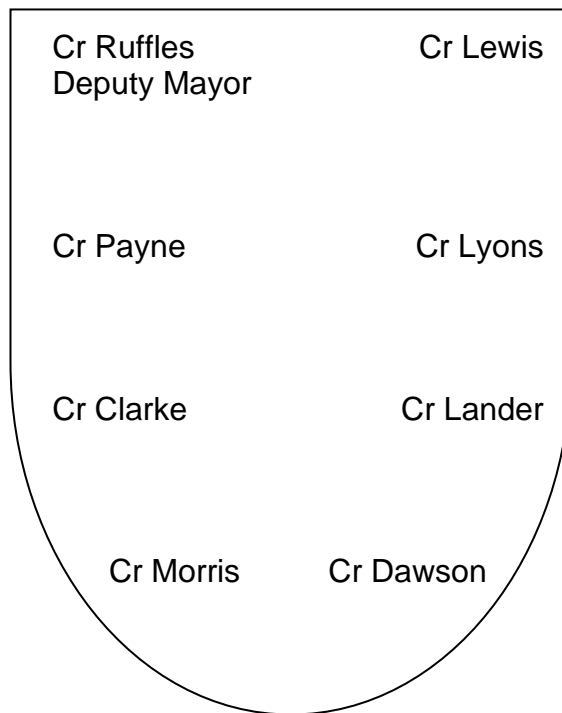 Cr Ruffles Cr Lewis
Deputy Mayor
Cr Payne Cr Lyons
Cr Clarke Cr Lander
Cr Morris Cr Dawson